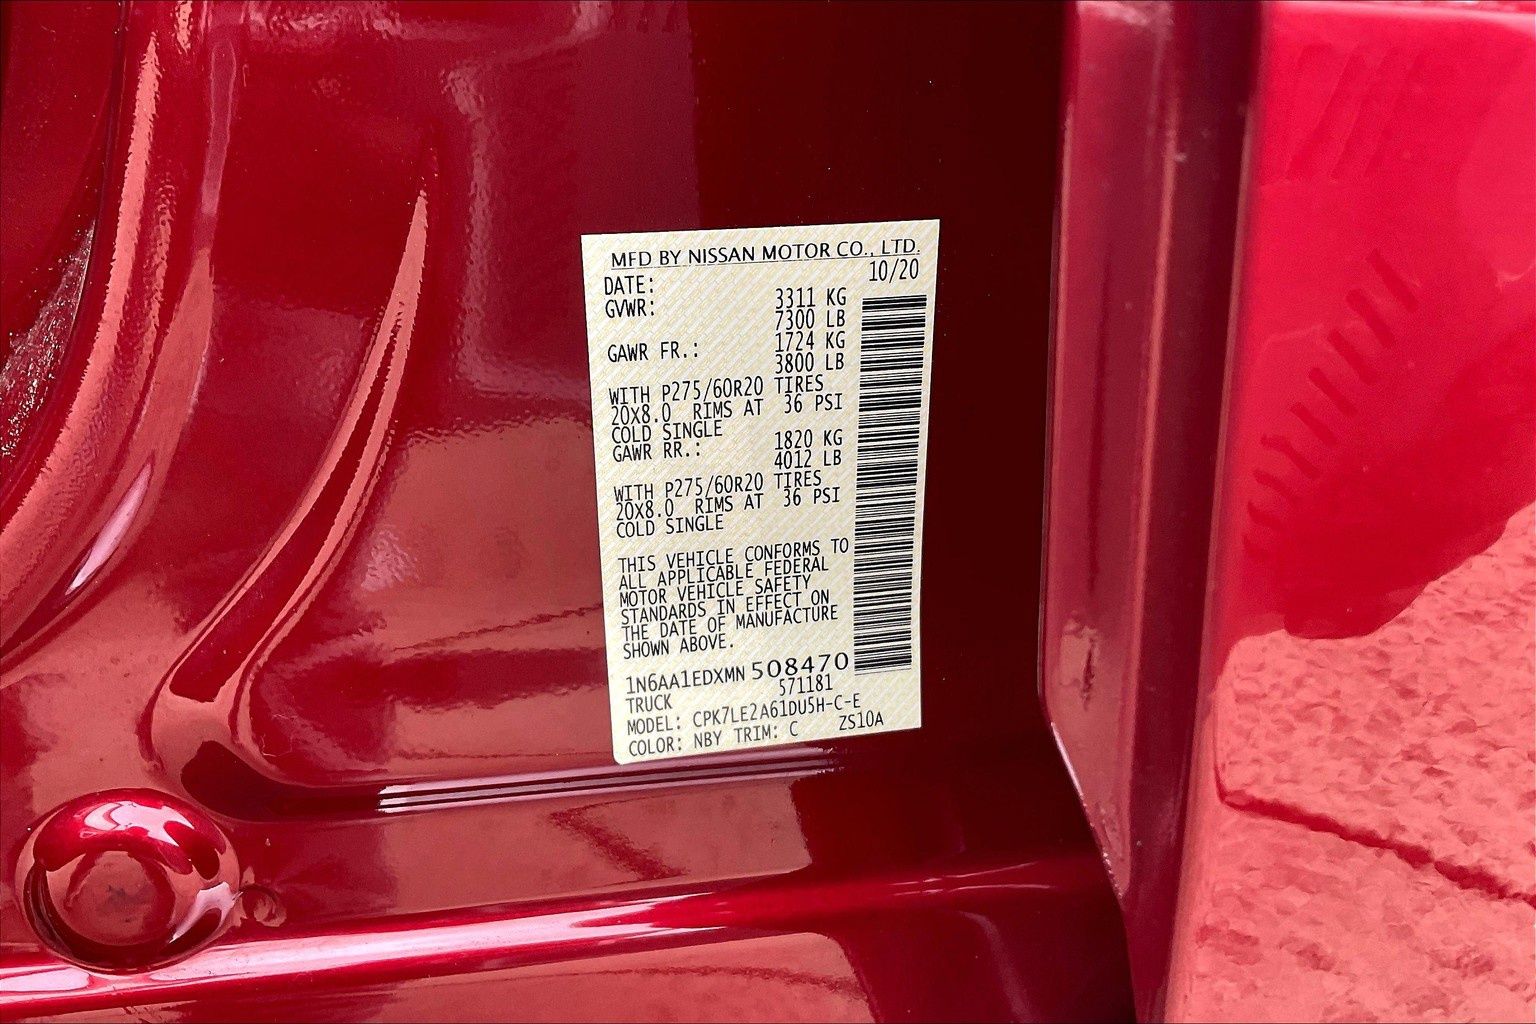 MFD BY NISSAN MOTOR CO., LTD.
DATE: 10/20
GVWR: 3311 KG
7300 LB
GAWR FR.: 1724 KG
3800 LB
WITH P275/60R20 TIRES
20X8.0 RIMS AT 36 PSI
COLD SINGLE
GAWR RR.: 1820 KG
4012 LB
WITH P275/60R20 TIRES
20X8.0 RIMS AT 36 PSI
COLD SINGLE
THIS VEHICLE CONFORMS TO
ALL APPLICABLE FEDERAL
MOTOR VEHICLE SAFETY
STANDARDS IN EFFECT ON
THE DATE OF MANUFACTURE
SHOWN ABOVE.
1N6AA1EDXMN 508470
TRUCK 571181
MODEL: CPK7LE2A61DU5H-C-E
COLOR: NBY TRIM: C ZS10A